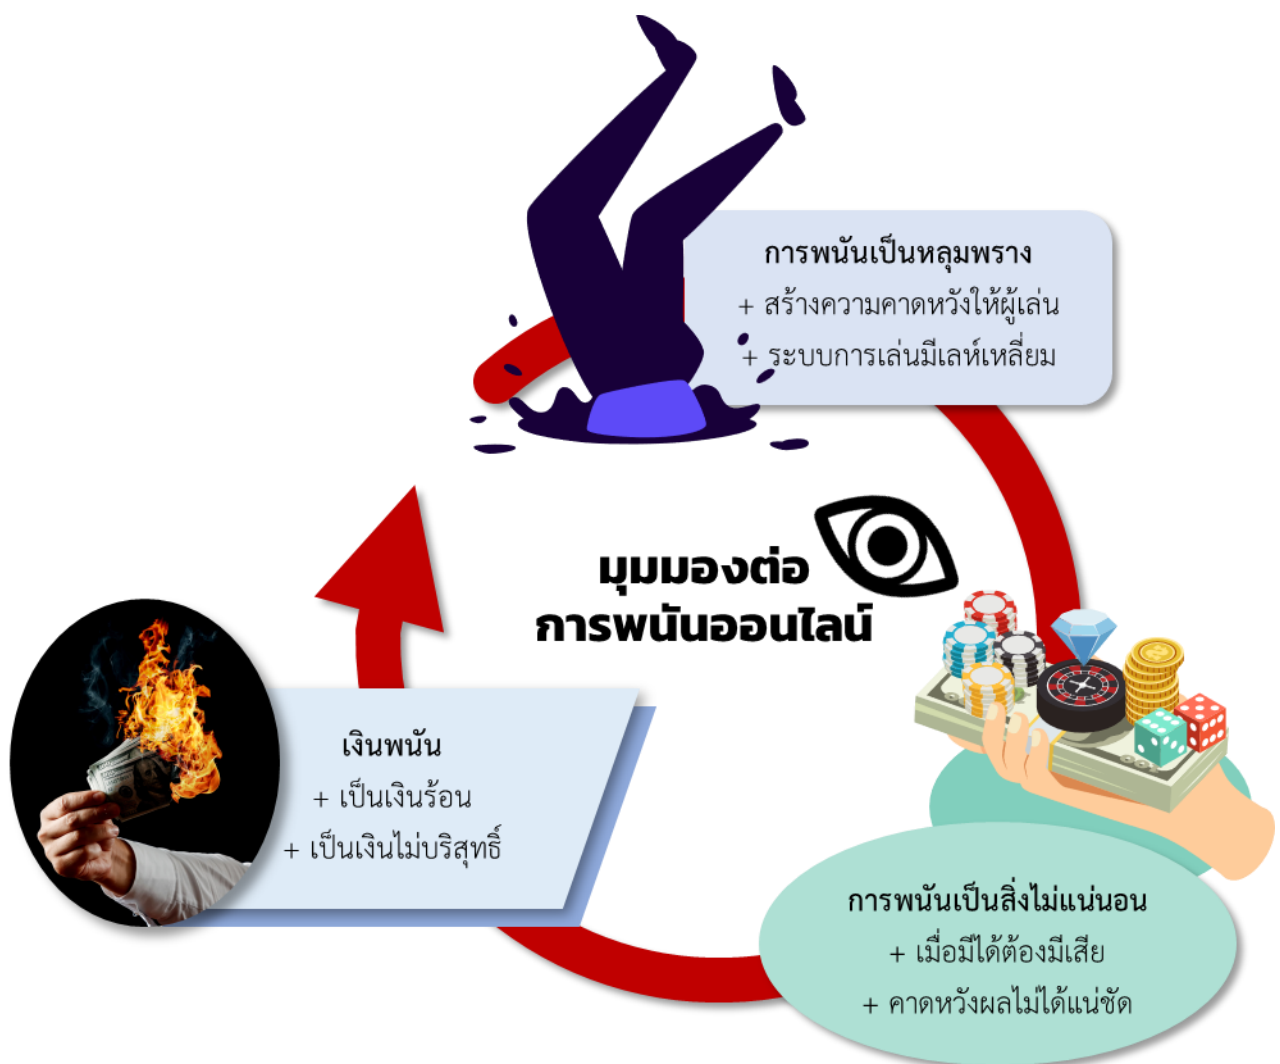 การพนันเป็นหลุมพราง
+ สร้างความคาดหวังให้ผู้เล่น
+ ระบบการเล่นมีเลห์เหลี่ยม
มุมมองต่อ
การพนันออนไลน์
เงินพนัน
+ เป็นเงินร้อน
+ เป็นเงินไม่บริสุทธิ์
การพนันเป็นสิ่งไม่แน่นอน
+ เมื่อมีได้ต้องมีเสีย
+ คาดหวังผลไม่ได้แน่ชัด